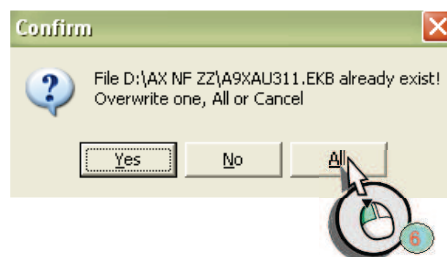 Confirm
File D:\AX NF ZZ\A9XAU311.EKB already exist!
Overwrite one, All or Cancel
Yes
No
All
6